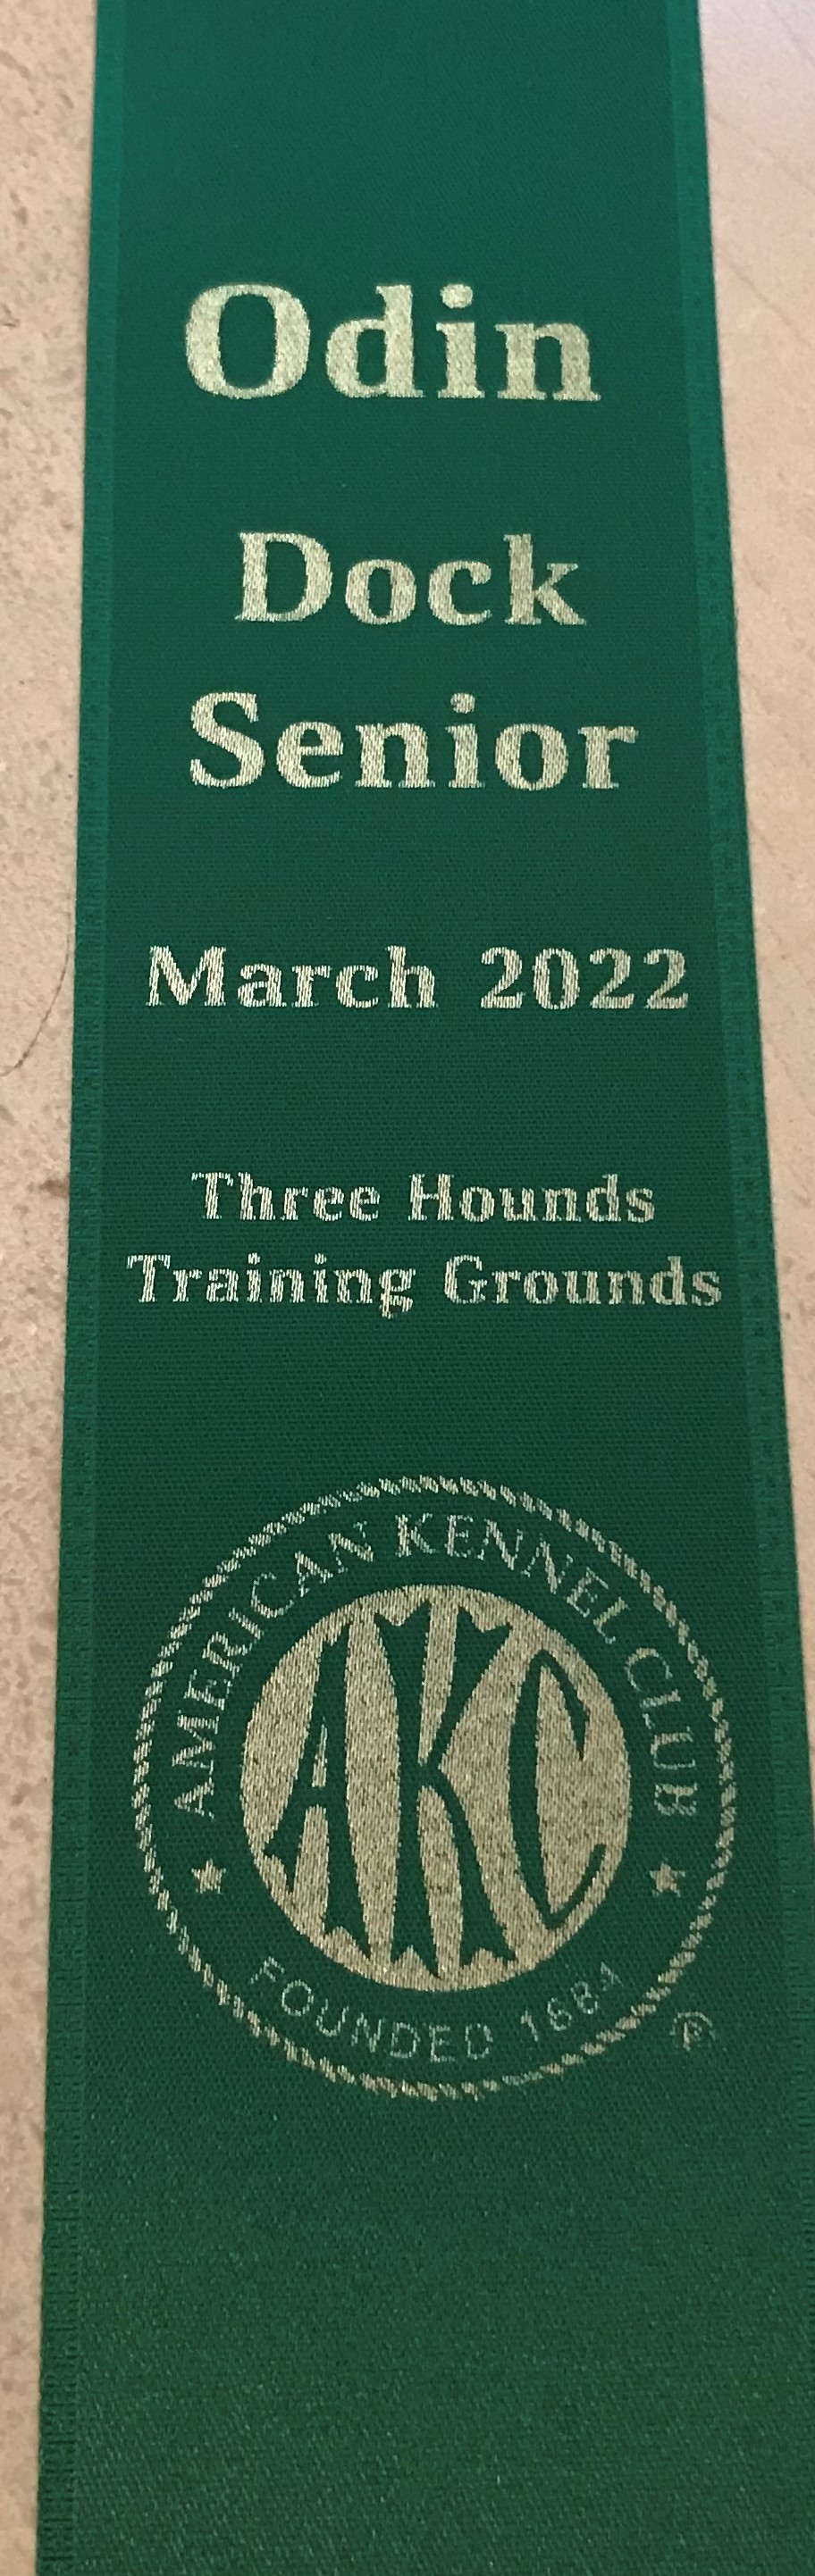 Odin
Dock
Senior
March 2022
Three Hounds
Training Grounds
AMERICAN KENNEL CLUB
AKC
FOUNDED 1884
®